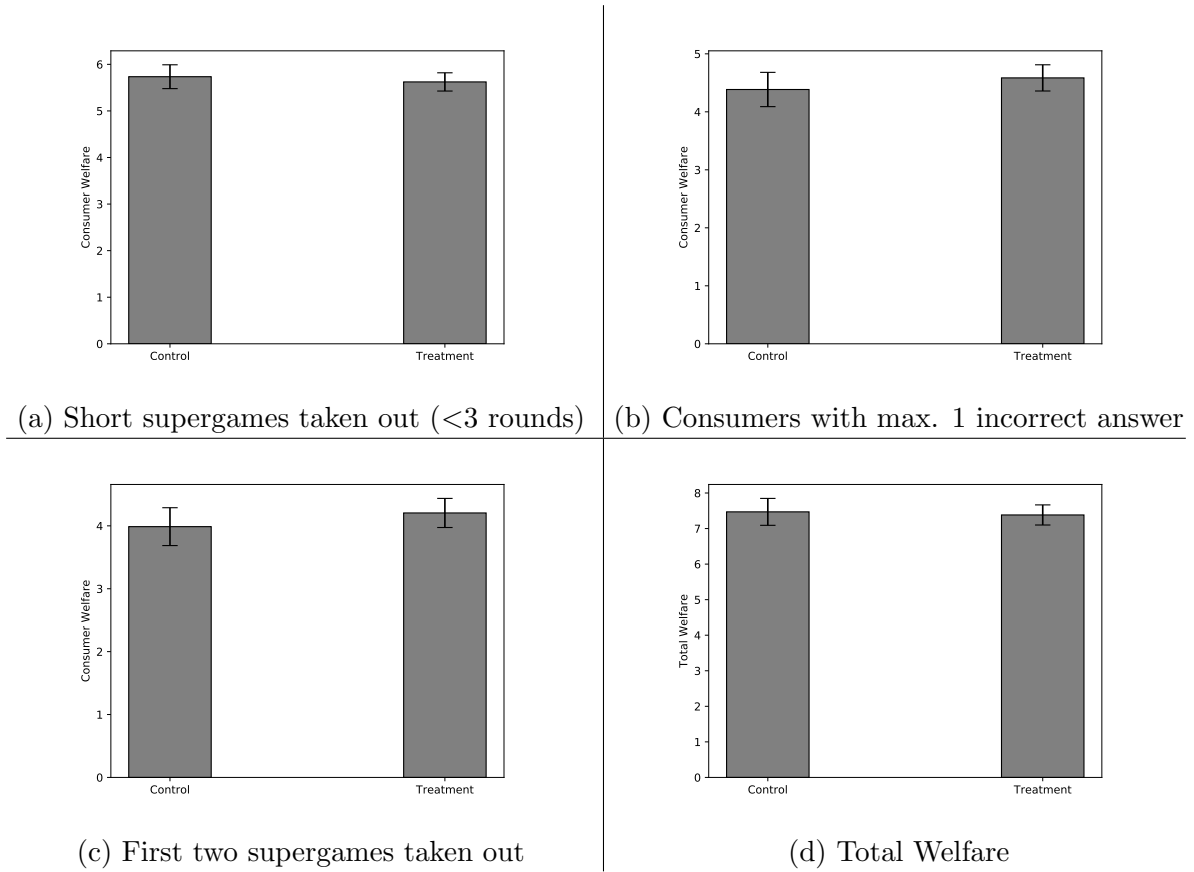 6
5
4
3
2
1
0
Consumer Welfare
Control
Treatment
(a) Short supergames taken out (<3 rounds)
5
4
3
2
1
0
Consumer Welfare
Control
Treatment
(b) Consumers with max. 1 incorrect answer
4
3
2
1
0
Consumer Welfare
Control
Treatment
(c) First two supergames taken out
8
7
6
5
4
3
2
1
0
Total Welfare
Control
Treatment
(d) Total Welfare